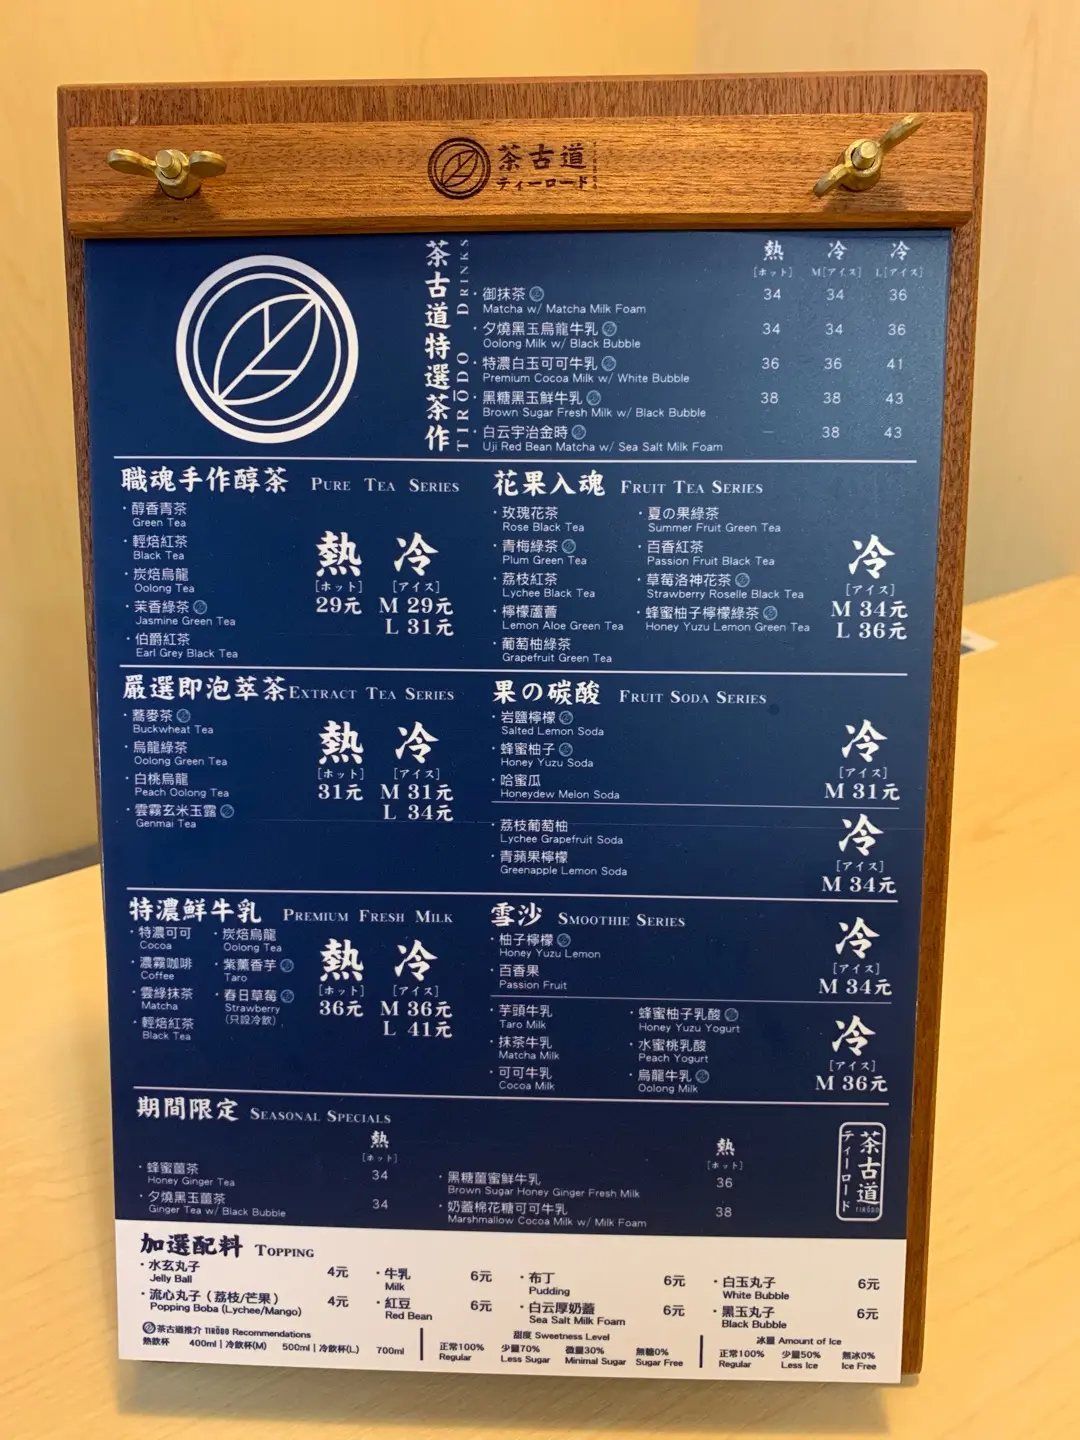 茶古道
ティーロード
茶古道特選茶作
TIRŌDO DRINKS
熱 冷 冷
[ホット] M[アイス] L[アイス]
・御抹茶 34 34 36
Matcha w/ Matcha Milk Foam
・夕燒黑玉烏龍牛乳 34 34 36
Oolong Milk w/ Black Bubble
・特濃白玉可可牛乳 36 36 41
Premium Cocoa Milk w/ White Bubble
・黑糖黑玉鮮牛乳 38 38 43
Brown Sugar Fresh Milk w/ Black Bubble
・白云宇治金時 — 38 43
Uji Red Bean Matcha w/ Sea Salt Milk Foam
職魂手作醇茶 PURE TEA SERIES
・醇香青茶
Green Tea
・輕焙紅茶
Black Tea
・炭焙烏龍
Oolong Tea
・茉香綠茶
Jasmine Green Tea
・伯爵紅茶
Earl Grey Black Tea
熱 冷
[ホット] [アイス]
29元 M 29元
L 31元
花果入魂 FRUIT TEA SERIES
・玫瑰花茶
Rose Black Tea
・青梅綠茶
Plum Green Tea
・荔枝紅茶
Lychee Black Tea
・檸檬蘆薈
Lemon Aloe Green Tea
・葡萄柚綠茶
Grapefruit Green Tea
・夏の果綠茶
Summer Fruit Green Tea
・百香紅茶
Passion Fruit Black Tea
・草莓洛神花茶
Strawberry Roselle Black Tea
・蜂蜜柚子檸檬綠茶
Honey Yuzu Lemon Green Tea
冷
[アイス]
M 34元
L 36元
嚴選即泡萃茶 EXTRACT TEA SERIES
・蕎麥茶
Buckwheat Tea
・烏龍綠茶
Oolong Green Tea
・白桃烏龍
Peach Oolong Tea
・雲霧玄米玉露
Genmai Tea
熱 冷
[ホット] [アイス]
31元 M 31元
L 34元
果の碳酸 FRUIT SODA SERIES
・岩鹽檸檬
Salted Lemon Soda
・蜂蜜柚子
Honey Yuzu Soda
・哈蜜瓜
Honeydew Melon Soda
冷
[アイス]
M 31元
・荔枝葡萄柚
Lychee Grapefruit Soda
・青蘋果檸檬
Greenapple Lemon Soda
冷
[アイス]
M 34元
特濃鮮牛乳 PREMIUM FRESH MILK
・特濃可可
Cocoa
・濃霧咖啡
Coffee
・雲綠抹茶
Matcha
・輕焙紅茶
Black Tea
・炭焙烏龍
Oolong Tea
・紫薰香芋
Taro
・春日草莓
Strawberry
(只設冷飲)
熱 冷
[ホット] [アイス]
36元 M 36元
L 41元
雪沙 SMOOTHIE SERIES
・柚子檸檬
Honey Yuzu Lemon
・百香果
Passion Fruit
冷
[アイス]
M 34元
・芋頭牛乳
Taro Milk
・抹茶牛乳
Matcha Milk
・可可牛乳
Cocoa Milk
・蜂蜜柚子乳酸
Honey Yuzu Yogurt
・水蜜桃乳酸
Peach Yogurt
・烏龍牛乳
Oolong Milk
冷
[アイス]
M 36元
期間限定 SEASONAL SPECIALS
熱
[ホット]
・蜂蜜薑茶 34
Honey Ginger Tea
・夕燒黑玉薑茶 34
Ginger Tea w/ Black Bubble
熱
[ホット]
・黑糖薑蜜鮮牛乳 36
Brown Sugar Honey Ginger Fresh Milk
・奶蓋棉花糖可可牛乳 38
Marshmallow Cocoa Milk w/ Milk Foam
茶古道
ティーロード
TIRŌDO
加選配料 TOPPING
・水玄丸子 4元
Jelly Ball
・流心丸子（荔枝/芒果） 4元
Popping Boba (Lychee/Mango)
・牛乳 6元
Milk
・紅豆 6元
Red Bean
・布丁 6元
Pudding
・白云厚奶蓋 6元
Sea Salt Milk Foam
・白玉丸子 6元
White Bubble
・黑玉丸子 6元
Black Bubble
茶古道推介 TIRŌDO Recommendations
熱飲杯 400ml | 冷飲杯(M) 500ml | 冷飲杯(L) 700ml
甜度 Sweetness Level
正常100% 少量70% 微量30% 無糖0%
Regular Less Sugar Minimal Sugar Sugar Free
冰量 Amount of Ice
正常100% 少量50% 無冰0%
Regular Less Ice Ice Free